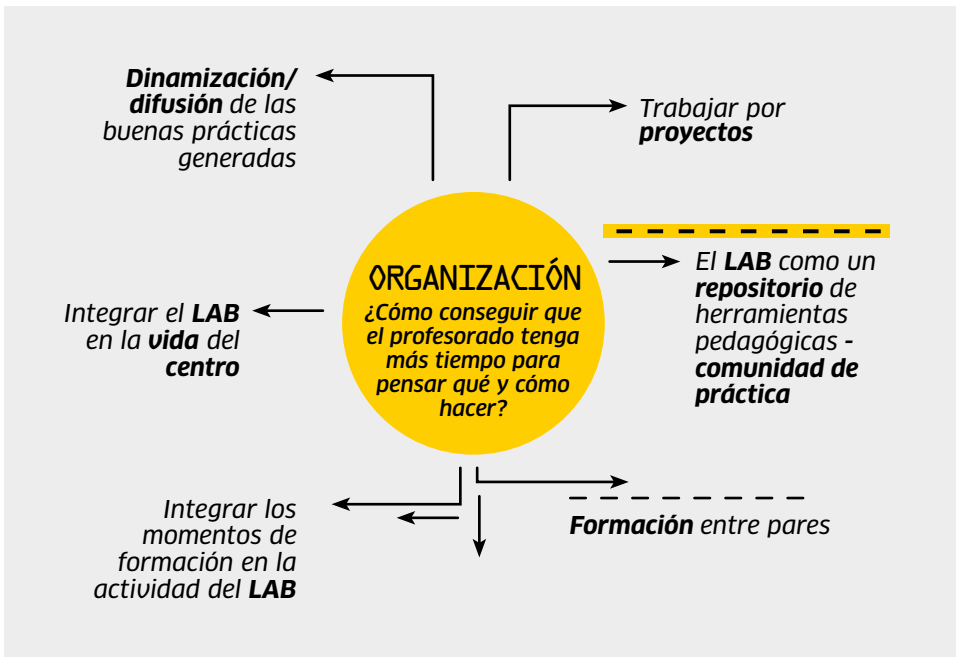 Dinamización/
difusión de las
buenas prácticas
generadas
Trabajar por
proyectos
ORGANIZACIÓN
¿Cómo conseguir que
el profesorado tenga
más tiempo para
pensar qué y cómo
hacer?
El LAB como un
repositorio de
herramientas
pedagógicas -
comunidad de
práctica
Integrar el LAB
en la vida del
centro
Integrar los
momentos de
formación en la
actividad del LAB
Formación entre pares